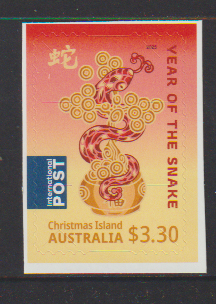 蛇
YEAR OF THE SNAKE
International
POST
Christmas Island
AUSTRALIA $3.30